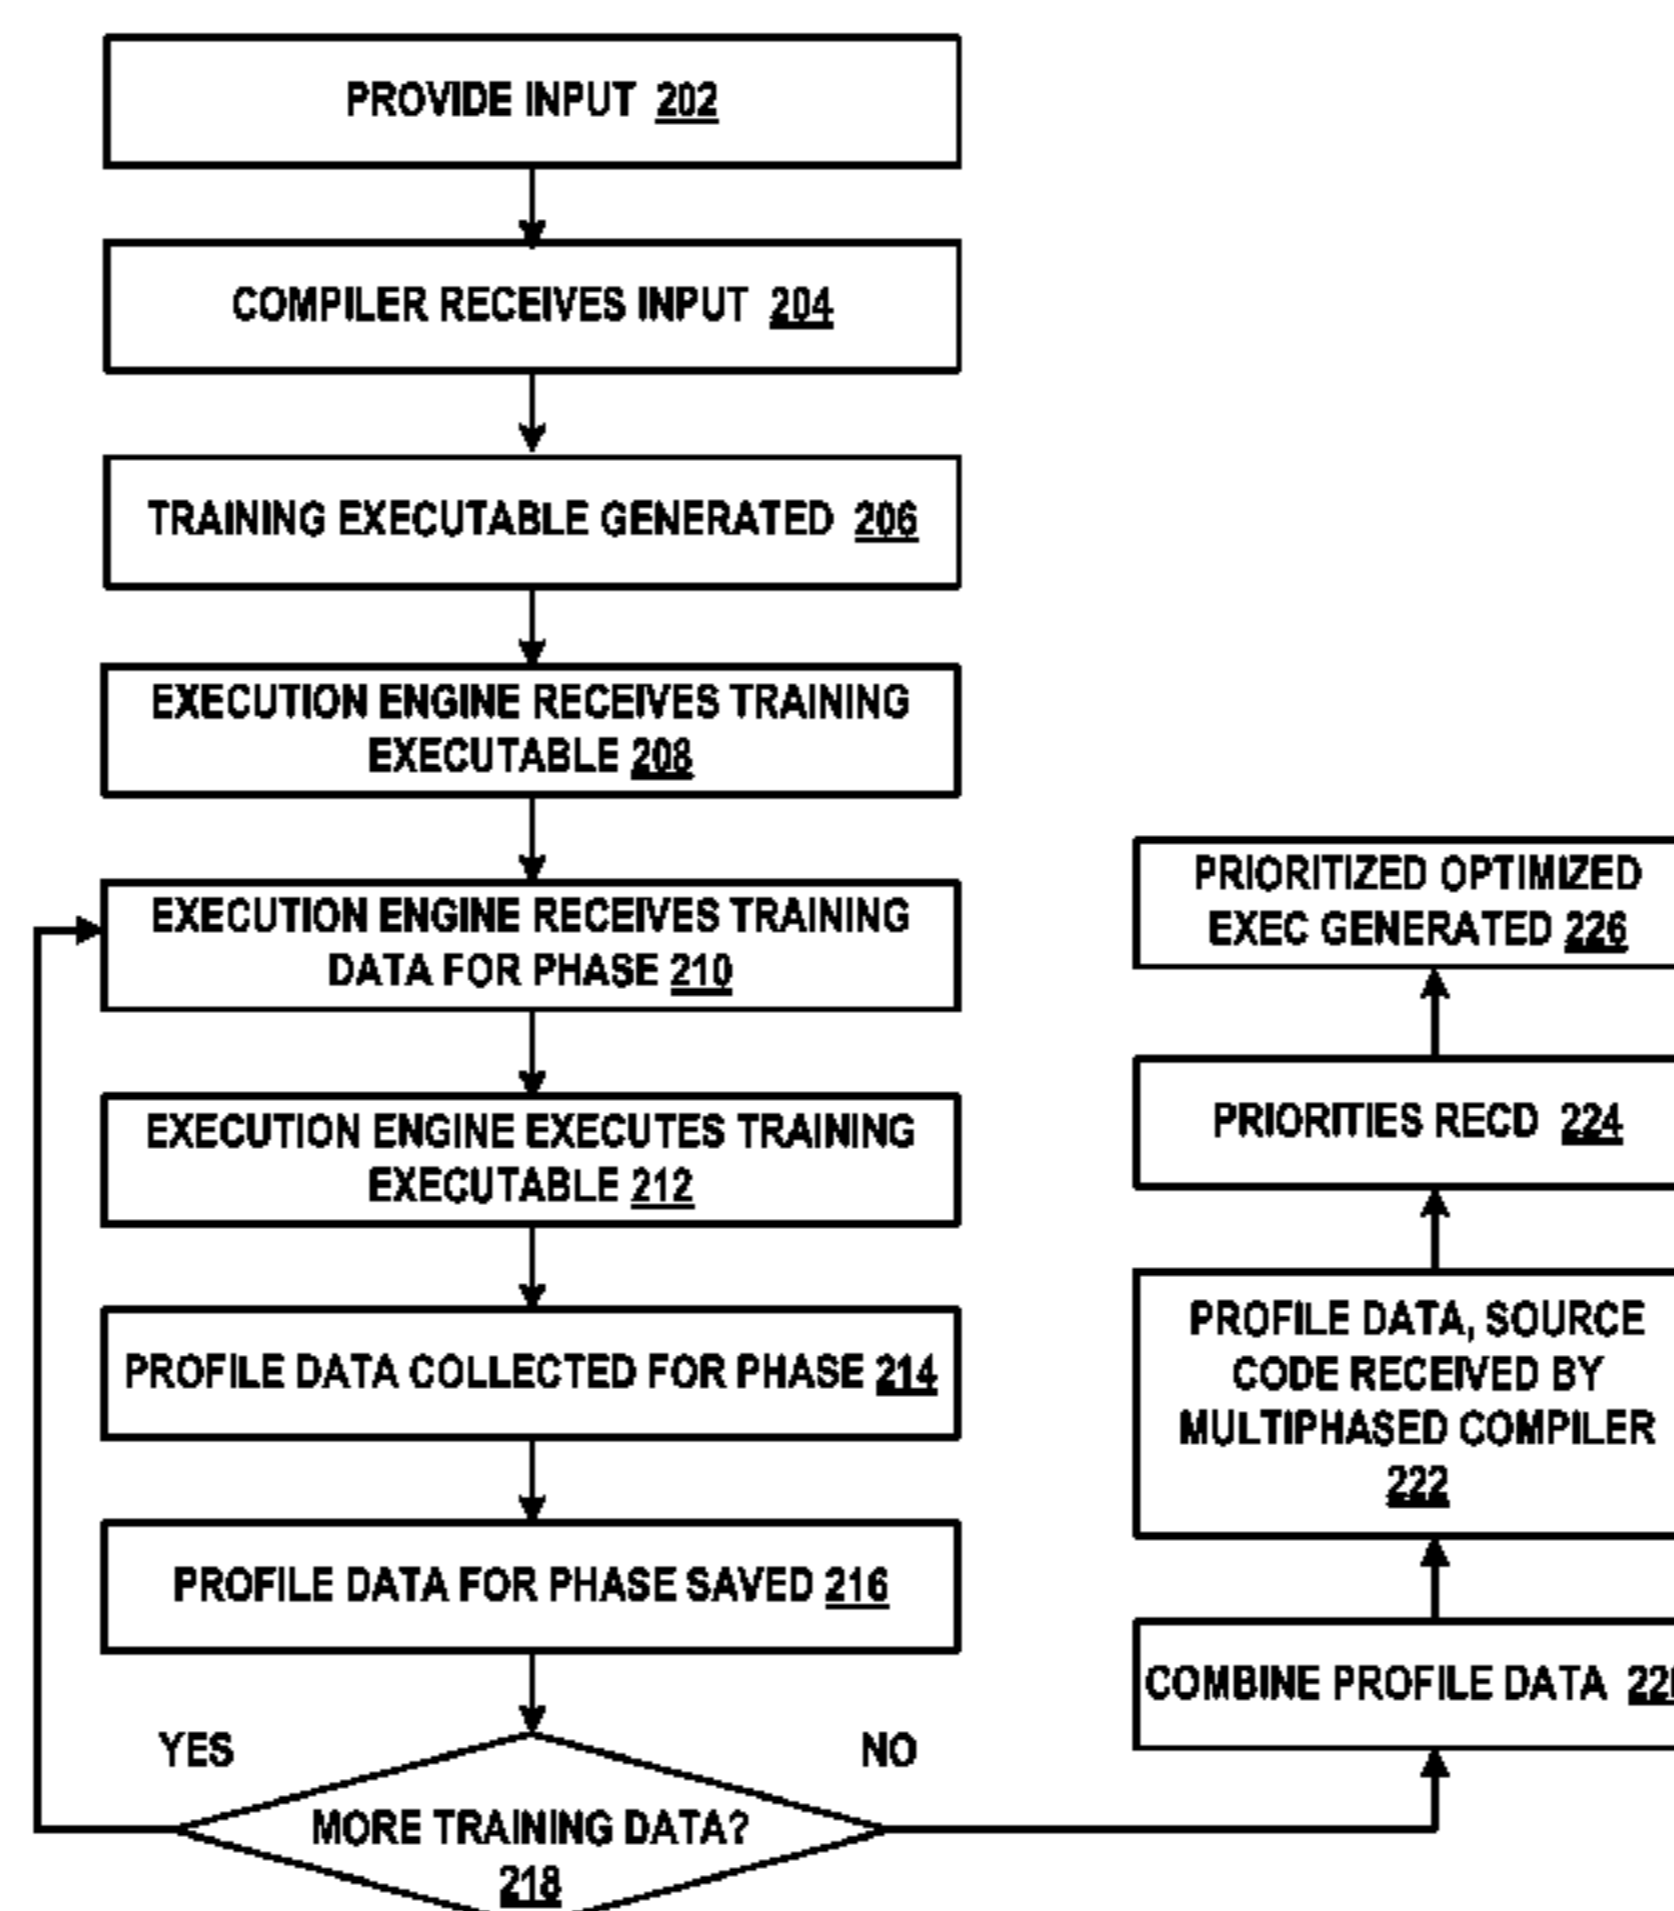 PROVIDE INPUT 202
COMPILER RECEIVES INPUT 204
TRAINING EXECUTABLE GENERATED 206
EXECUTION ENGINE RECEIVES TRAINING
EXECUTABLE 208
EXECUTION ENGINE RECEIVES TRAINING
DATA FOR PHASE 210
EXECUTION ENGINE EXECUTES TRAINING
EXECUTABLE 212
PROFILE DATA COLLECTED FOR PHASE 214
PROFILE DATA FOR PHASE SAVED 216
YES
NO
MORE TRAINING DATA?
218
PRIORITIZED OPTIMIZED
EXEC GENERATED 226
PRIORITIES RECD 224
PROFILE DATA, SOURCE
CODE RECEIVED BY
MULTIPHASED COMPILER
222
COMBINE PROFILE DATA